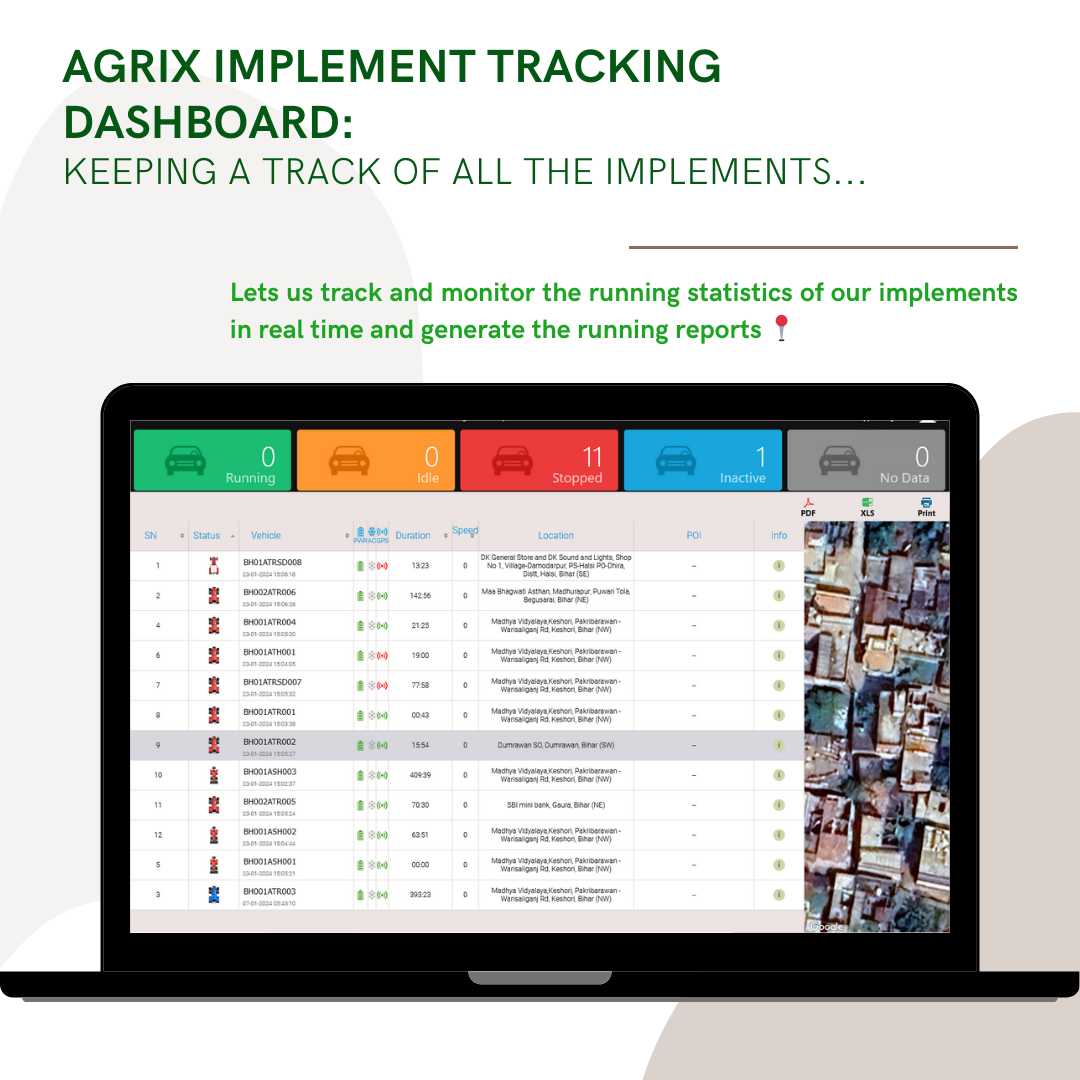 AGRIX IMPLEMENT TRACKING
DASHBOARD:
KEEPING A TRACK OF ALL THE IMPLEMENTS...
Lets us track and monitor the running statistics of our implements
in real time and generate the running reports
0 Running
0 Idle
11 Stopped
1 Inactive
0 No Data
PDF XLS Print
SN Status Vehicle PWR AC GPS Duration Speed Location POI Info
1 BH01ATRSD008 13:23 0 DK General Store and DK Sound and Lights, Shop
No 1, Village-Damodarpur, PS-Halsi PO-Dhira,
23-01-2024 15:06:18 Distt, Halsi, Bihar (SE) --
2 BH002ATR006 142:56 0 Maa Bhagwati Asthan, Madhurapur, Puwari Tola, --
23-01-2024 15:06:26 Begusarai, Bihar (NE)
4 BH001ATR004 21:25 0 Madhya Vidyalaya,Keshori, Pakribarawan - --
23-01-2024 15:05:20 Warisaliganj Rd, Keshori, Bihar (NW)
6 BH001ATH001 19:00 0 Madhya Vidyalaya,Keshori, Pakribarawan - --
23-01-2024 15:04:05 Warisaliganj Rd, Keshori, Bihar (NW)
7 BH001ATRSD007 77:58 0 Madhya Vidyalaya,Keshori, Pakribarawan - --
23-01-2024 15:05:32 Warisaliganj Rd, Keshori, Bihar (NW)
8 BH001ATR001 00:43 0 Madhya Vidyalaya,Keshori, Pakribarawan - --
23-01-2024 15:03:38 Warisaliganj Rd, Keshori, Bihar (NW)
9 BH001ATR002 15:54 0 Dumrawan SO, Dumrawan, Bihar (SW) --
23-01-2024 15:05:27
10 BH001ASH003 409:39 0 Madhya Vidyalaya,Keshori, Pakribarawan - --
23-01-2024 15:02:37 Warisaliganj Rd, Keshori, Bihar (NW)
11 BH002ATR005 70:30 0 SBI mini bank, Gaura, Bihar (NE) --
23-01-2024 15:05:24
12 BH001ASH002 63:51 0 Madhya Vidyalaya,Keshori, Pakribarawan - --
23-01-2024 15:04:44 Warisaliganj Rd, Keshori, Bihar (NW)
5 BH001ASH001 00:00 0 Madhya Vidyalaya,Keshori, Pakribarawan - --
23-01-2024 15:05:21 Warisaliganj Rd, Keshori, Bihar (NW)
3 BH001ATR003 393:23 0 Madhya Vidyalaya,Keshori, Pakribarawan - --
07-01-2024 05:43:10 Warisaliganj Rd, Keshori, Bihar (NW)
Google